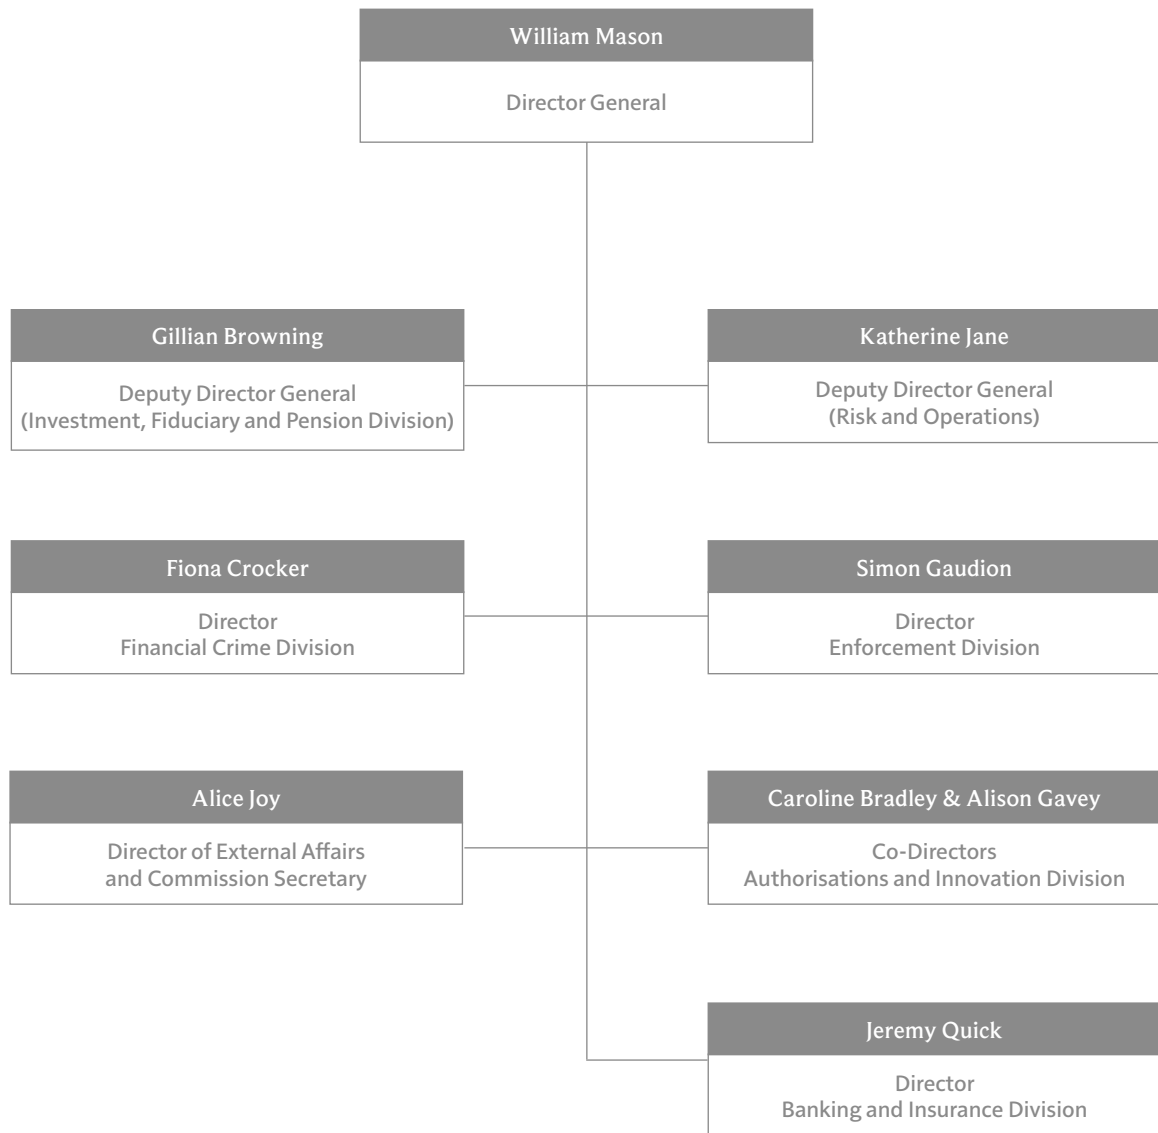 William Mason
Director General
Gillian Browning
Deputy Director General
(Investment, Fiduciary and Pension Division)
Katherine Jane
Deputy Director General
(Risk and Operations)
Fiona Crocker
Director
Financial Crime Division
Simon Gaudion
Director
Enforcement Division
Alice Joy
Director of External Affairs
and Commission Secretary
Caroline Bradley & Alison Gavey
Co-Directors
Authorisations and Innovation Division
Jeremy Quick
Director
Banking and Insurance Division